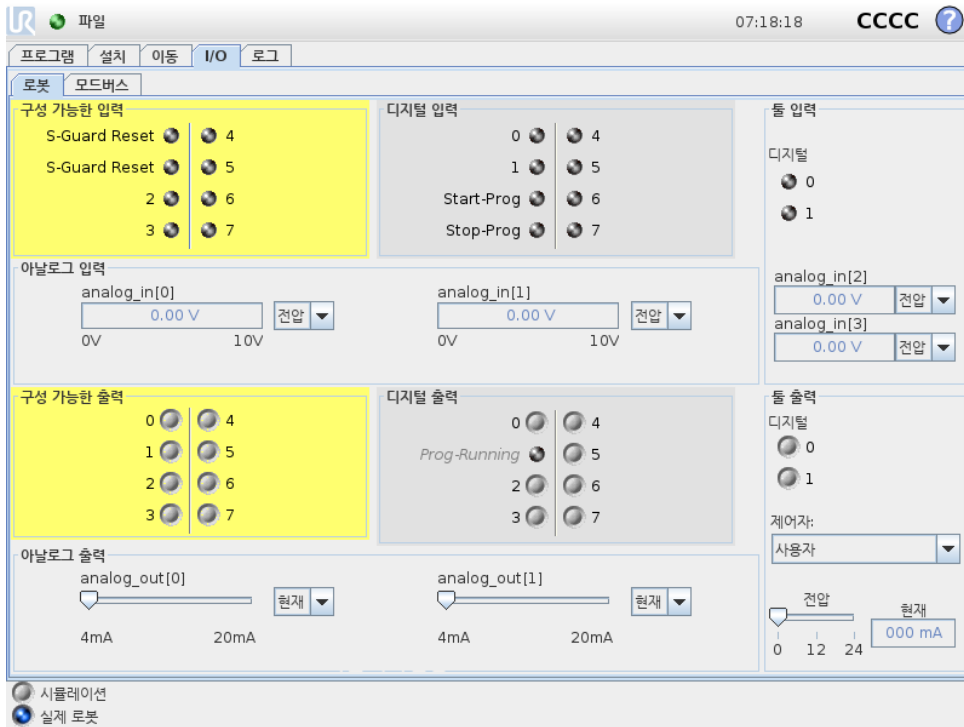 UR 파일 07:18:18 CCCC ?
프로그램 설치 이동 I/O 로그
로봇 모드버스
구성 가능한 입력
S-Guard Reset 4
S-Guard Reset 5
2 6
3 7
디지털 입력
0 4
1 5
Start-Prog 6
Stop-Prog 7
툴 입력
디지털
0
1
analog_in[2]
0.00 V 전압
analog_in[3]
0.00 V 전압
아날로그 입력
analog_in[0]
0.00 V 전압
0V 10V
analog_in[1]
0.00 V 전압
0V 10V
구성 가능한 출력
0 4
1 5
2 6
3 7
디지털 출력
0 4
Prog-Running 5
2 6
3 7
툴 출력
디지털
0
1
제어자:
사용자
전압
0 12 24
현재
000 mA
아날로그 출력
analog_out[0]
현재
4mA 20mA
analog_out[1]
현재
4mA 20mA
시뮬레이션
실제 로봇